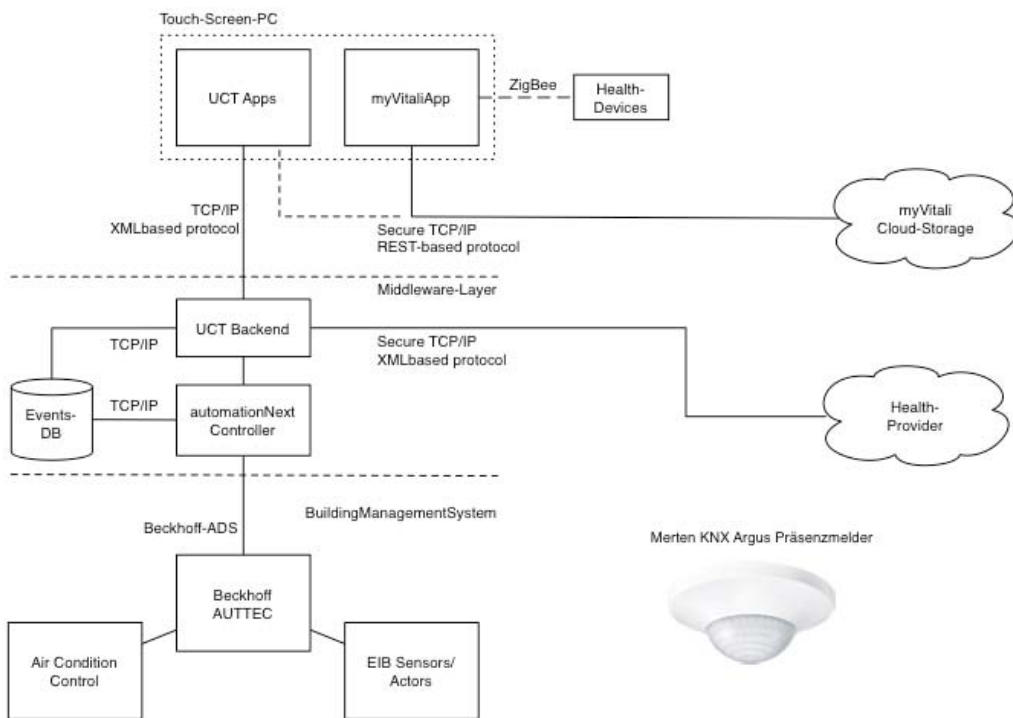 Touch-Screen-PC
UCT Apps
myVitaliApp
ZigBee
Health-
Devices
TCP/IP
XMLbased protocol
Secure TCP/IP
REST-based protocol
myVitali
Cloud-Storage
Middleware-Layer
UCT Backend
TCP/IP
Secure TCP/IP
XMLbased protocol
Events-
DB
TCP/IP
automationNext
Controller
Health-
Provider
Beckhoff-ADS
BuildingManagementSystem
Merten KNX Argus Präsenzmelder
Beckhoff
AUTTEC
Air Condition
Control
EIB Sensors/
Actors